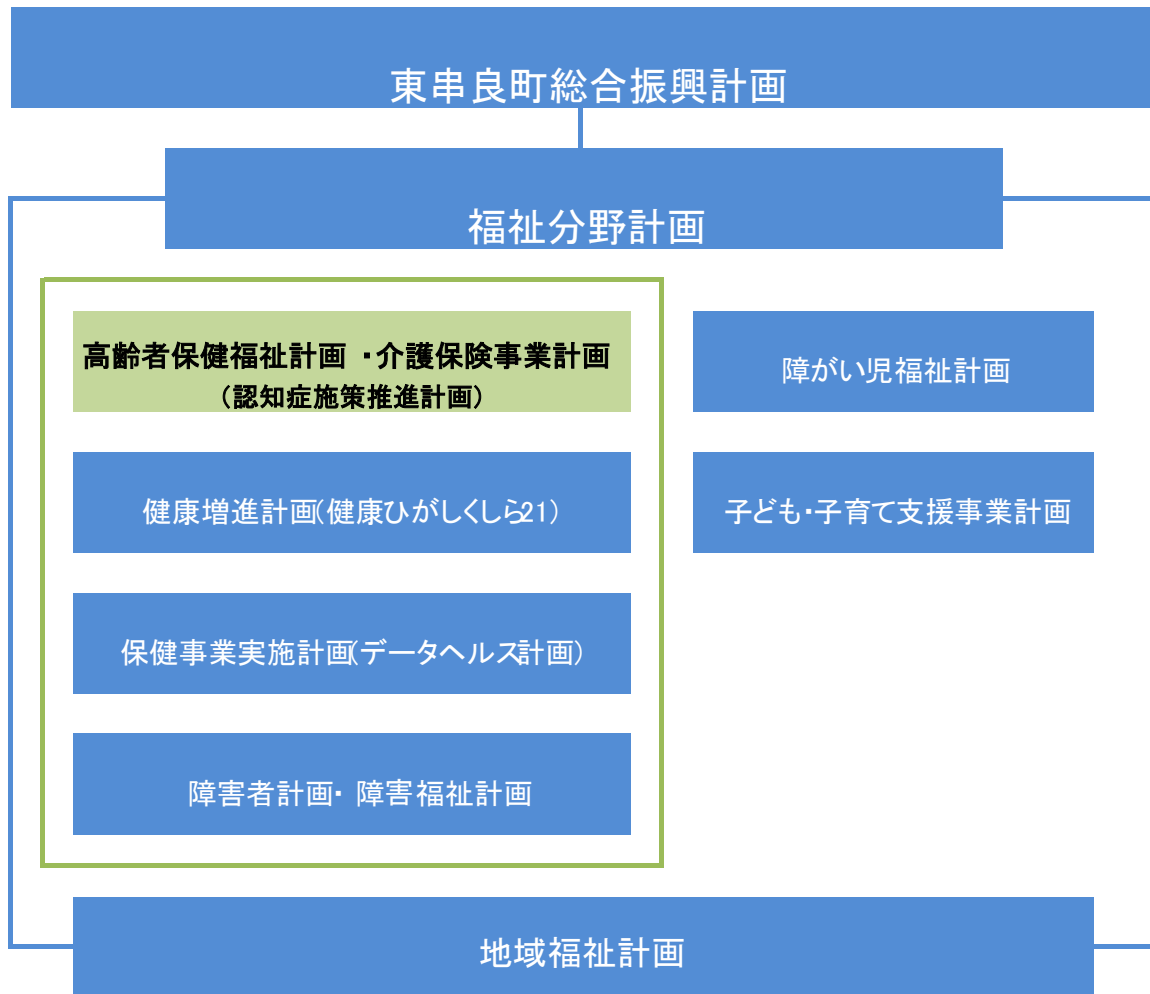 東串良町総合振興計画
福祉分野計画
高齢者保健福祉計画 ・介護保険事業計画
(認知症施策推進計画)
健康増進計画(健康ひがしくしら21)
保健事業実施計画(データヘルス計画)
障害者計画・ 障害福祉計画
障がい児福祉計画
子ども・子育て支援事業計画
地域福祉計画